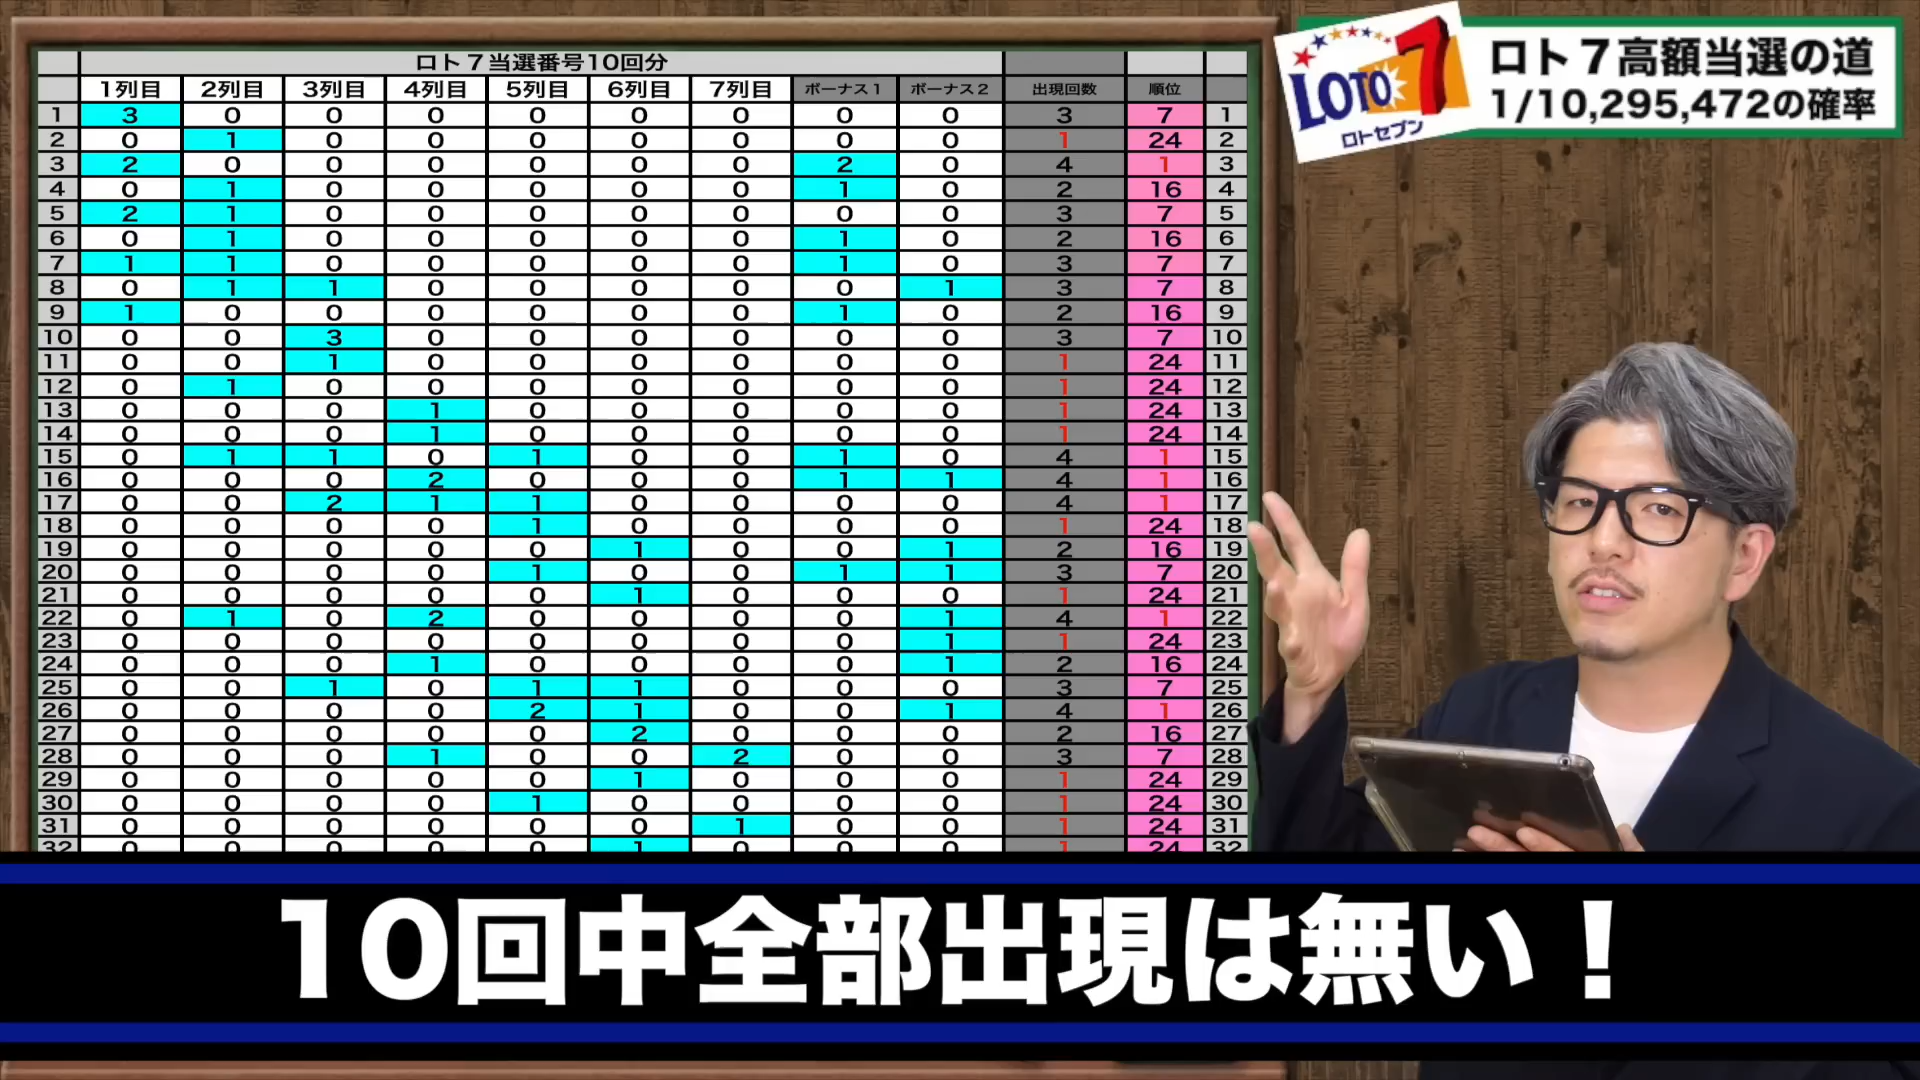 ロト７当選番号10回分
1列目 2列目 3列目 4列目 5列目 6列目 7列目 ボーナス１ ボーナス２ 出現回数 順位
1 3 0 0 0 0 0 0 0 0 3 7 1
2 0 1 0 0 0 0 0 0 0 1 24 2
3 2 0 0 0 0 0 0 2 0 4 1 3
4 0 1 0 0 0 0 0 1 0 2 16 4
5 2 1 0 0 0 0 0 0 0 3 7 5
6 0 1 0 0 0 0 0 1 0 2 16 6
7 1 1 0 0 0 0 0 1 0 3 7 7
8 0 1 1 0 0 0 0 0 1 3 7 8
9 1 0 0 0 0 0 0 1 0 2 16 9
10 0 0 3 0 0 0 0 0 0 3 7 10
11 0 0 1 0 0 0 0 0 0 1 24 11
12 0 1 0 0 0 0 0 0 0 1 24 12
13 0 0 0 1 0 0 0 0 0 1 24 13
14 0 0 0 1 0 0 0 0 0 1 24 14
15 0 1 1 0 1 0 0 1 0 4 1 15
16 0 0 0 2 0 0 0 1 1 4 1 16
17 0 0 2 1 1 0 0 0 0 4 1 17
18 0 0 0 0 1 0 0 0 0 1 24 18
19 0 0 0 0 0 1 0 0 1 2 16 19
20 0 0 0 0 1 0 0 1 1 3 7 20
21 0 0 0 0 0 1 0 0 0 1 24 21
22 0 1 0 2 0 0 0 0 1 4 1 22
23 0 0 0 0 0 0 0 0 1 1 24 23
24 0 0 0 1 0 0 0 0 1 2 16 24
25 0 0 1 0 1 1 0 0 0 3 7 25
26 0 0 0 0 2 1 0 0 1 4 1 26
27 0 0 0 0 0 2 0 0 0 2 16 27
28 0 0 0 1 0 0 2 0 0 3 7 28
29 0 0 0 0 0 1 0 0 0 1 24 29
30 0 0 0 0 1 0 0 0 0 1 24 30
31 0 0 0 0 0 0 1 0 0 1 24 31
32 0 0 0 0 0 1 0 0 0 1 24 32
LOTO 7
ロトセブン
ロト７高額当選の道
1/10,295,472の確率
10回中全部出現は無い！